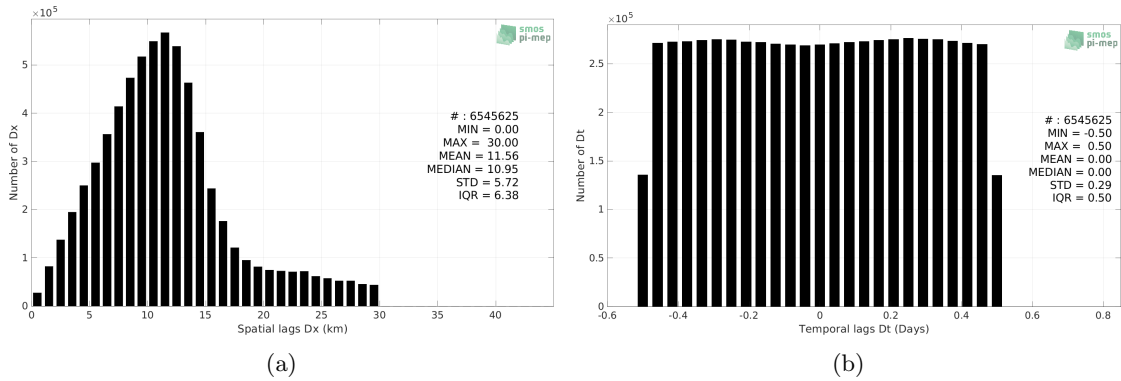 ×10⁵
5
4
3
2
1
0
Number of Dx
smos
pi-mep
# : 6545625
MIN = 0.00
MAX = 30.00
MEAN = 11.56
MEDIAN = 10.95
STD = 5.72
IQR = 6.38
0 5 10 15 20 25 30 35 40
Spatial lags Dx (km)
(a)
×10⁵
2.5
2
1.5
1
0.5
0
Number of Dt
smos
pi-mep
# : 6545625
MIN = -0.50
MAX = 0.50
MEAN = 0.00
MEDIAN = 0.00
STD = 0.29
IQR = 0.50
-0.6 -0.4 -0.2 0 0.2 0.4 0.6 0.8
Temporal lags Dt (Days)
(b)